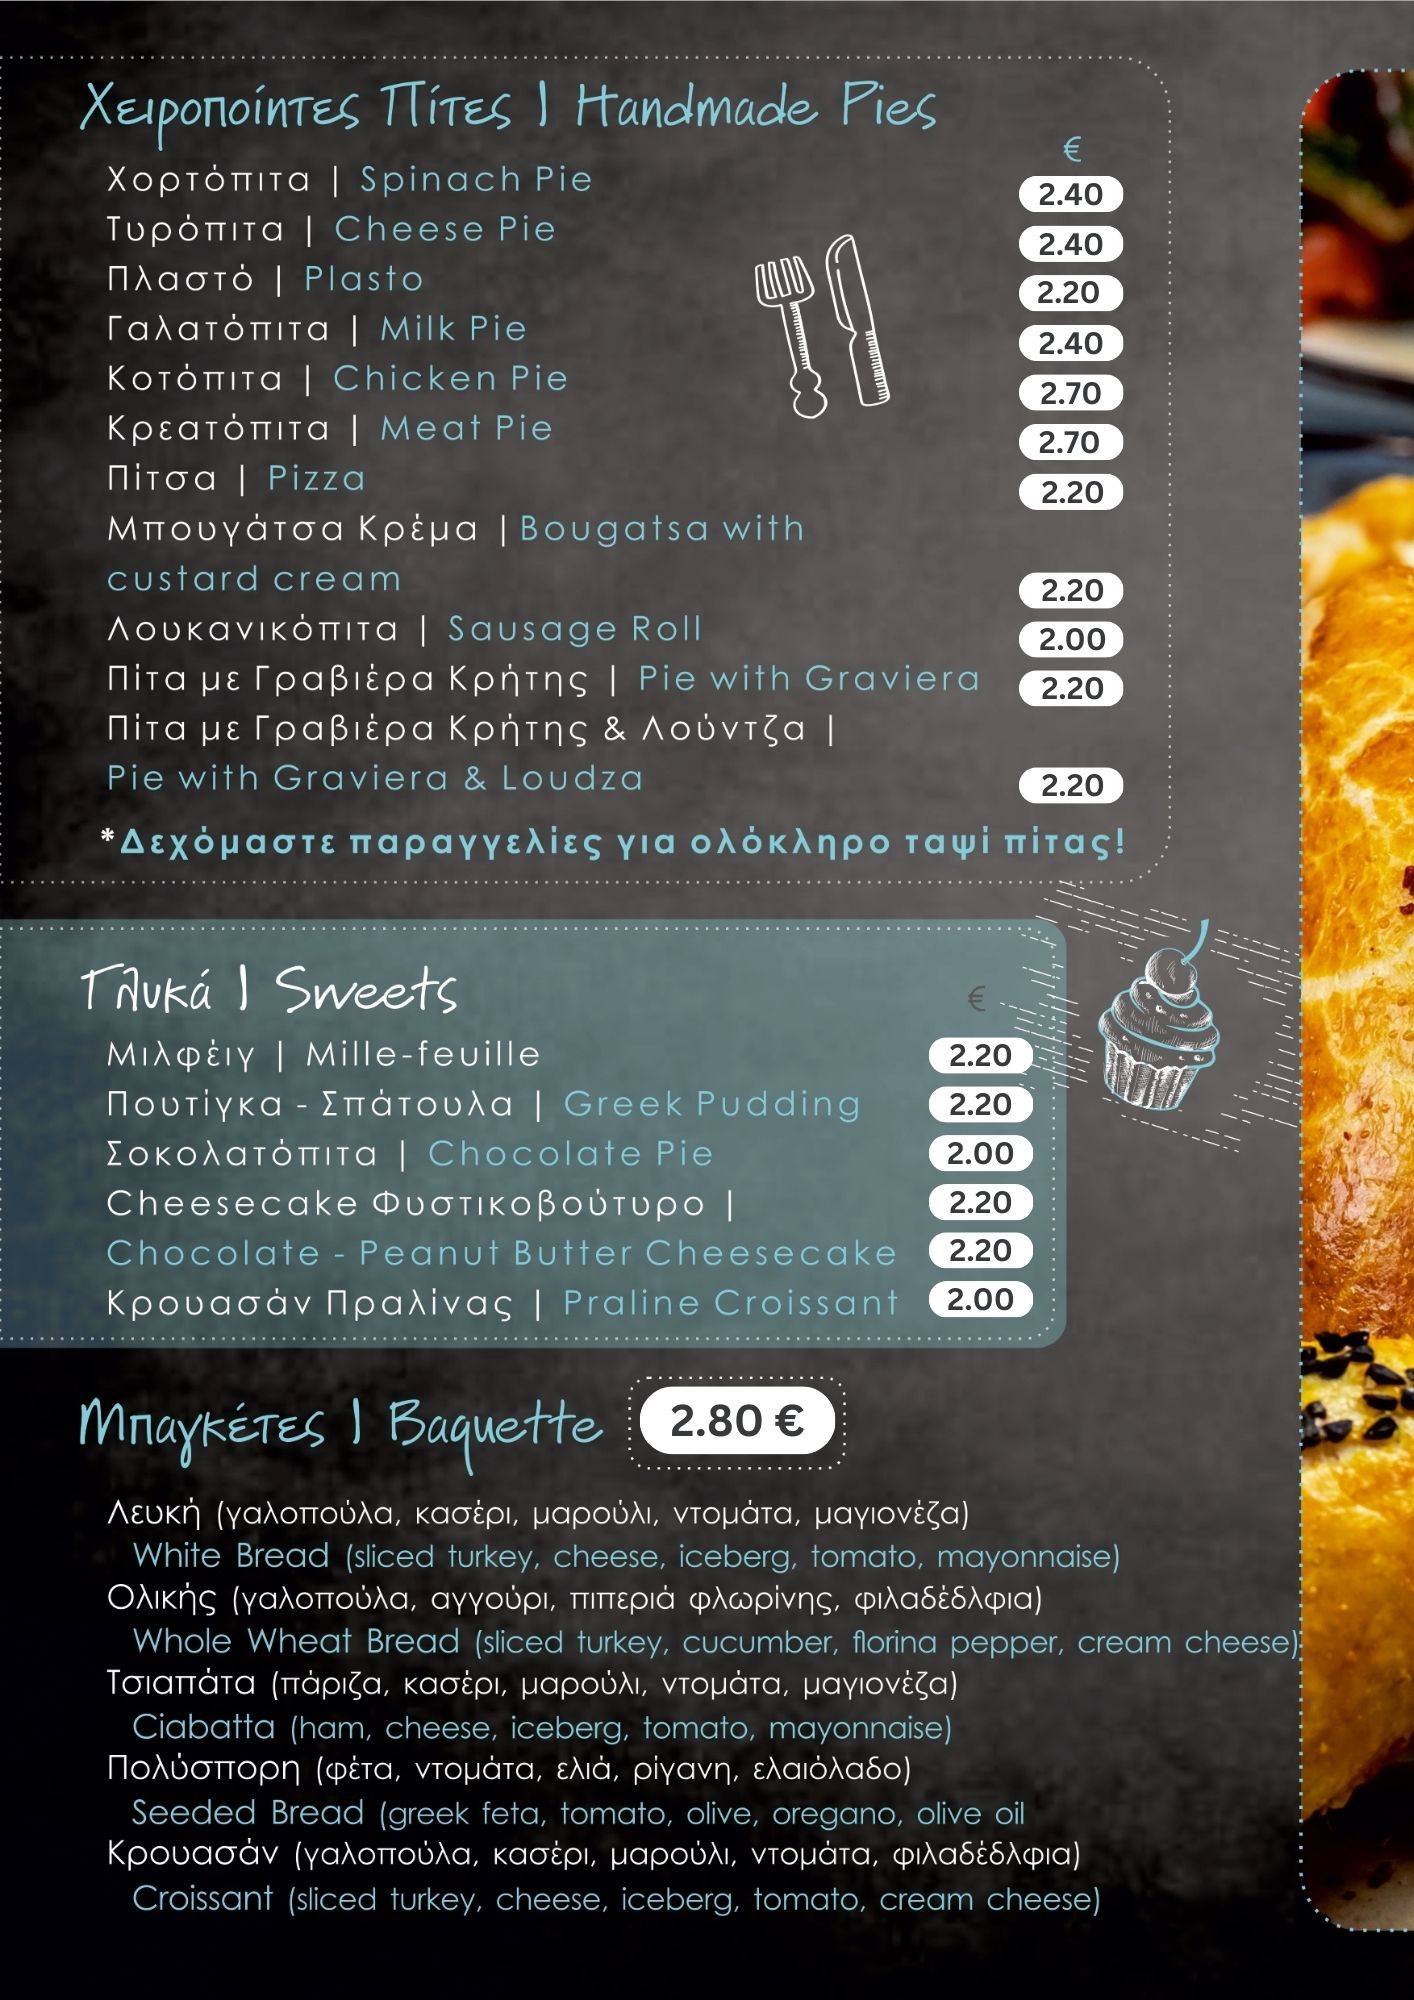 Χειροποίητες Πίτες | Handmade Pies
€
Χορτόπιτα | Spinach Pie 2.40
Τυρόπιτα | Cheese Pie 2.40
Πλαστό | Plasto 2.20
Γαλατόπιτα | Milk Pie 2.40
Κοτόπιτα | Chicken Pie 2.70
Κρεατόπιτα | Meat Pie 2.70
Πίτσα | Pizza 2.20
Μπουγάτσα Κρέμα | Bougatsa with
custard cream 2.20
Λουκανικόπιτα | Sausage Roll 2.00
Πίτα με Γραβιέρα Κρήτης | Pie with Graviera 2.20
Πίτα με Γραβιέρα Κρήτης & Λούντζα |
Pie with Graviera & Loudza 2.20
*Δεχόμαστε παραγγελίες για ολόκληρο ταψί πίτας!
Γλυκά | Sweets
€
Μιλφέιγ | Mille-feuille 2.20
Πουτίγκα - Σπάτουλα | Greek Pudding 2.20
Σοκολατόπιτα | Chocolate Pie 2.00
Cheesecake Φυστικοβούτυρο | 2.20
Chocolate - Peanut Butter Cheesecake 2.20
Κρουασάν Πραλίνας | Praline Croissant 2.00
Μπαγκέτες | Baguette 2.80 €
Λευκή (γαλοπούλα, κασέρι, μαρούλι, ντομάτα, μαγιονέζα)
White Bread (sliced turkey, cheese, iceberg, tomato, mayonnaise)
Ολικής (γαλοπούλα, αγγούρι, πιπεριά φλωρίνης, φιλαδέδλφια)
Whole Wheat Bread (sliced turkey, cucumber, florina pepper, cream cheese)
Τσιαπάτα (πάριζα, κασέρι, μαρούλι, ντομάτα, μαγιονέζα)
Ciabatta (ham, cheese, iceberg, tomato, mayonnaise)
Πολύσπορη (φέτα, ντομάτα, ελιά, ρίγανη, ελαιόλαδο)
Seeded Bread (greek feta, tomato, olive, oregano, olive oil
Κρουασάν (γαλοπούλα, κασέρι, μαρούλι, ντομάτα, φιλαδέδλφια)
Croissant (sliced turkey, cheese, iceberg, tomato, cream cheese)